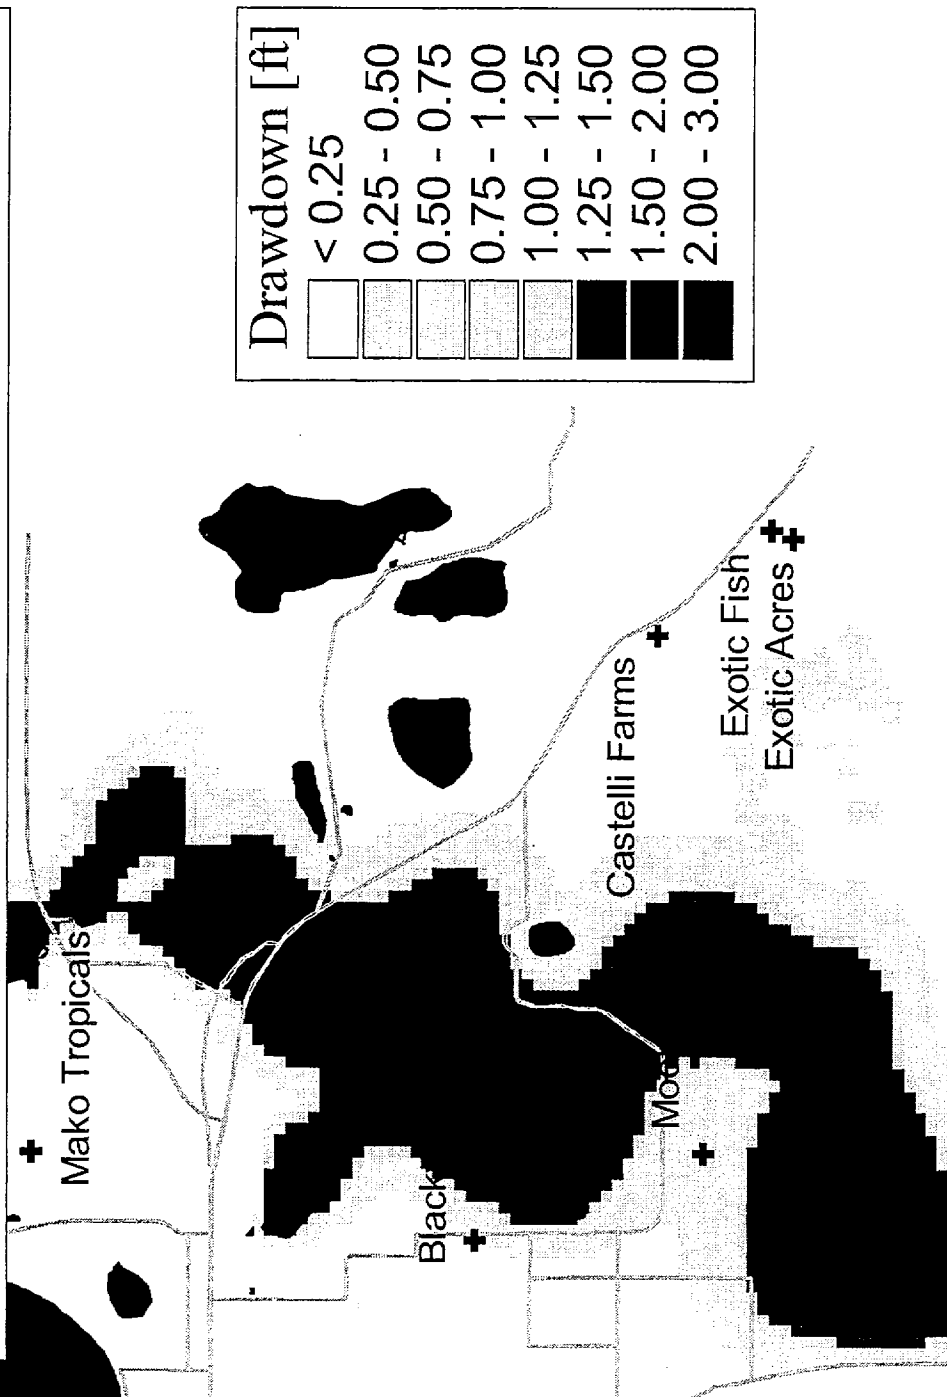 Drawdown [ft]
< 0.25
0.25 - 0.50
0.50 - 0.75
0.75 - 1.00
1.00 - 1.25
1.25 - 1.50
1.50 - 2.00
2.00 - 3.00
Mako Tropicals
Black
Castelli Farms
Exotic Fish
Exotic Acres